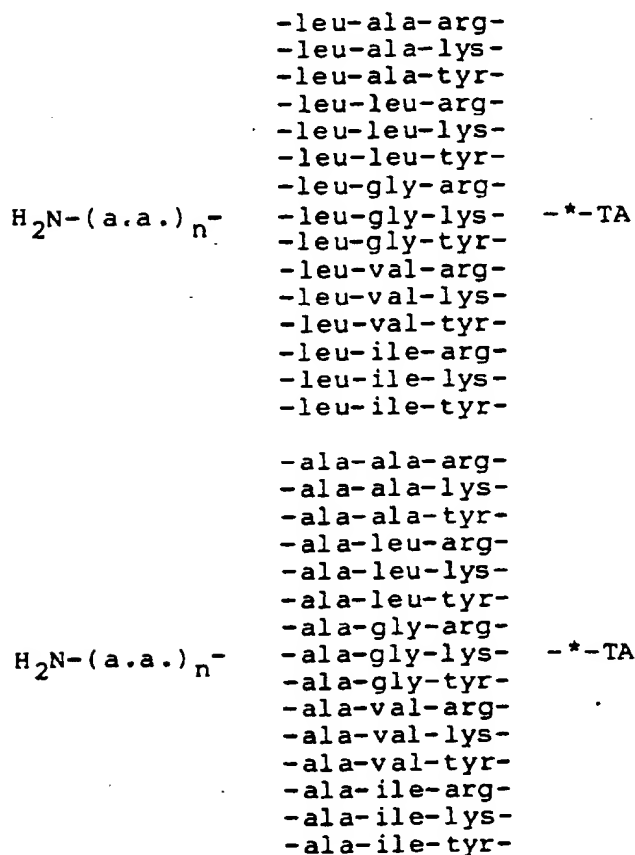 -leu-ala-arg-
-leu-ala-lys-
-leu-ala-tyr-
-leu-leu-arg-
-leu-leu-lys-
-leu-leu-tyr-
-leu-gly-arg-
H₂N-(a.a.)ₙ- -leu-gly-lys- -*-TA
-leu-gly-tyr-
-leu-val-arg-
-leu-val-lys-
-leu-val-tyr-
-leu-ile-arg-
-leu-ile-lys-
-leu-ile-tyr-
-ala-ala-arg-
-ala-ala-lys-
-ala-ala-tyr-
-ala-leu-arg-
-ala-leu-lys-
-ala-leu-tyr-
-ala-gly-arg-
H₂N-(a.a.)ₙ- -ala-gly-lys- -*-TA
-ala-gly-tyr-
-ala-val-arg-
-ala-val-lys-
-ala-val-tyr-
-ala-ile-arg-
-ala-ile-lys-
-ala-ile-tyr-